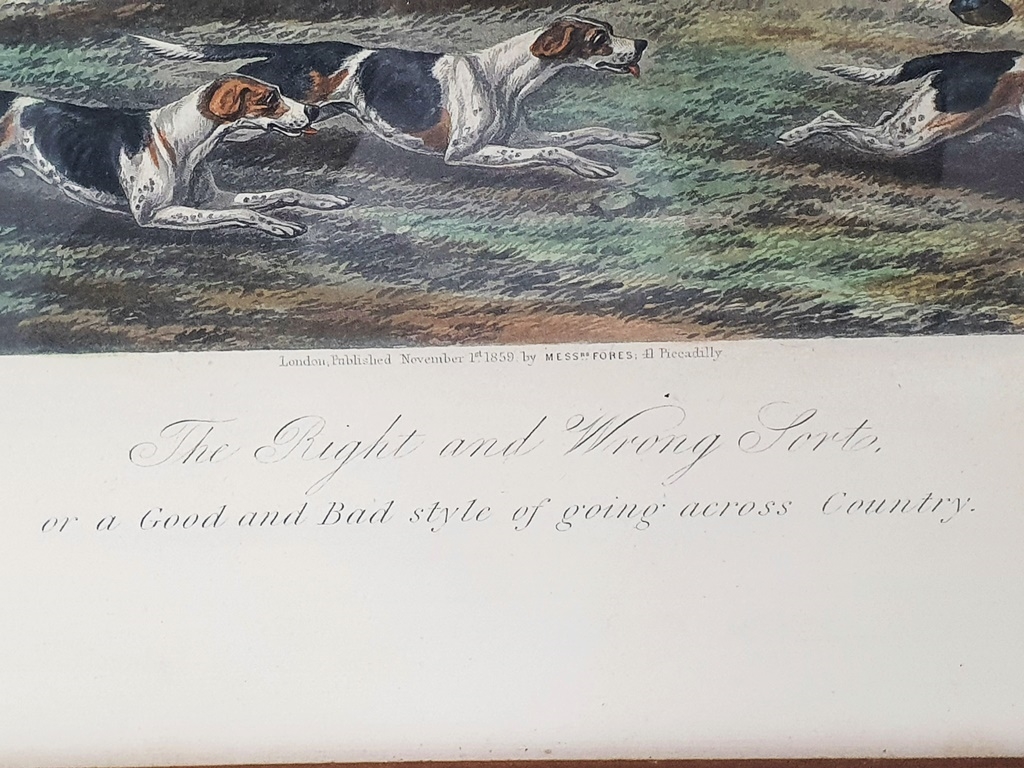 London, Published November 1st 1859 by MESSRS FORES; 41 Piccadilly
The Right and Wrong Sort,
or a Good and Bad style of going across Country.